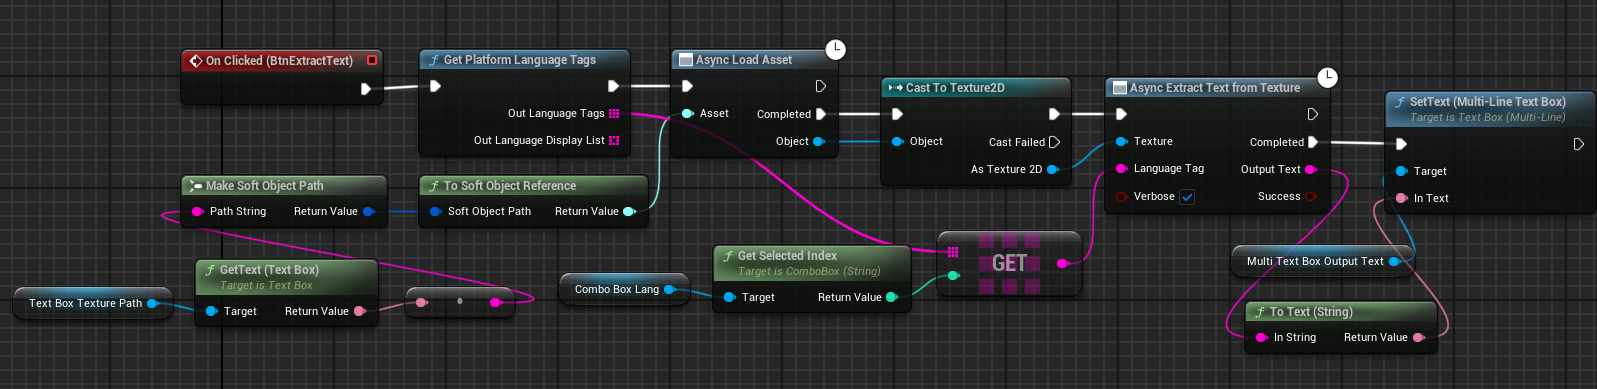 On Clicked (BtnExtractText)
Get Platform Language Tags
Out Language Tags
Out Language Display List
Async Load Asset
Asset
Completed
Object
Cast To Texture2D
Object
Cast Failed
As Texture 2D
Async Extract Text from Texture
Texture
Completed
Language Tag
Output Text
Verbose
Success
SetText (Multi-Line Text Box)
Target is Text Box (Multi-Line)
Target
In Text
Make Soft Object Path
Path String
Return Value
To Soft Object Reference
Soft Object Path
Return Value
Text Box Texture Path
GetText (Text Box)
Target is Text Box
Target
Return Value
Combo Box Lang
Get Selected Index
Target is ComboBox (String)
Target
Return Value
GET
Multi Text Box Output Text
To Text (String)
In String
Return Value